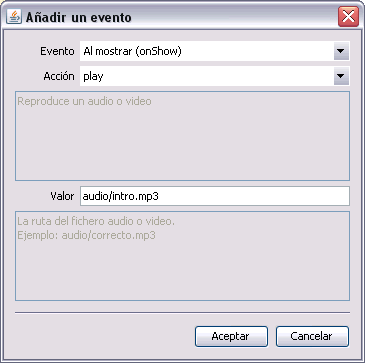 Añadir un evento
Evento Al mostrar (onShow)
Acción play
Reproduce un audio o video
Valor audio/intro.mp3
La ruta del fichero audio o video.
Ejemplo: audio/correcto.mp3
Aceptar Cancelar